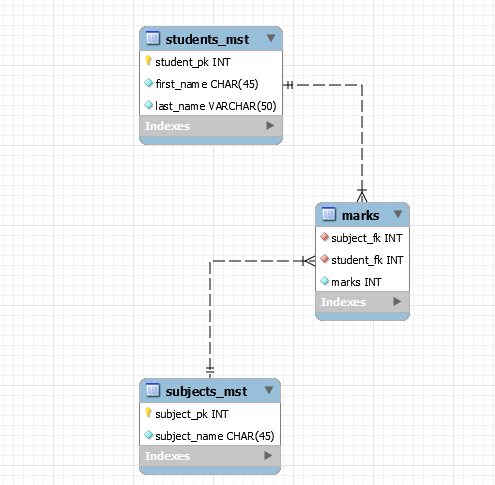 students_mst
student_pk INT
first_name CHAR(45)
last_name VARCHAR(50)
Indexes
marks
subject_fk INT
student_fk INT
marks INT
Indexes
subjects_mst
subject_pk INT
subject_name CHAR(45)
Indexes